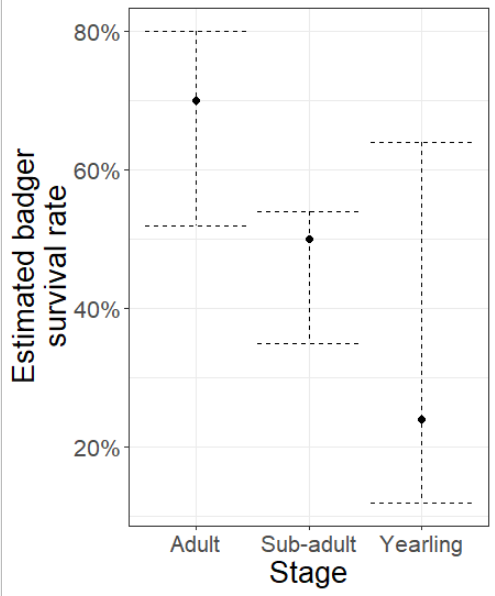 Estimated badger
survival rate
80%
60%
40%
20%
Adult Sub-adult Yearling
Stage